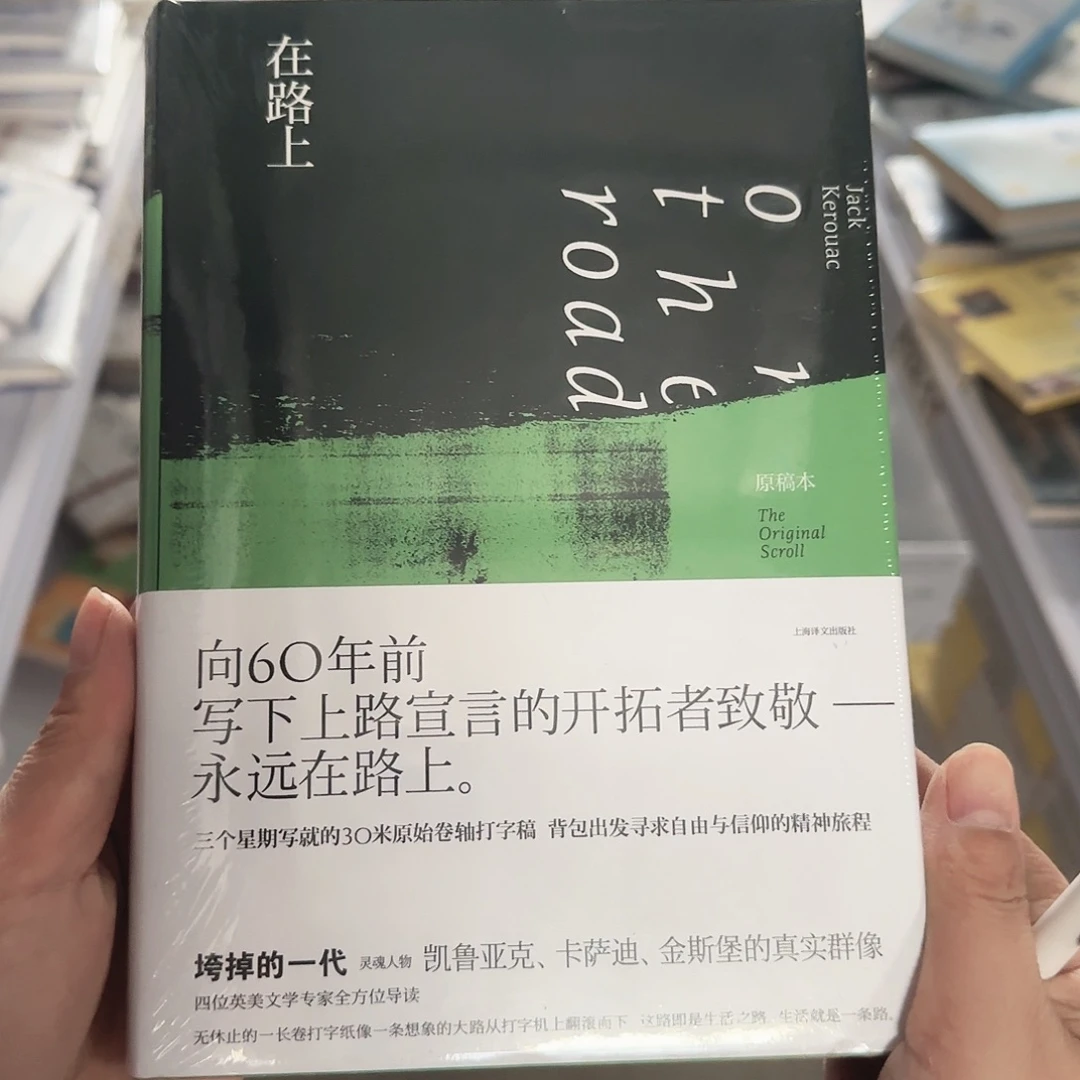 在路上
Jack
Kerouac
on
the
road
原稿本
The
Original
Scroll
上海译文出版社
向60年前
写下上路宣言的开拓者致敬——
永远在路上。
三个星期写就的30米原始卷轴打字稿 背包出发寻求自由与信仰的精神旅程
垮掉的一代 灵魂人物 凯鲁亚克、卡萨迪、金斯堡的真实群像
四位英美文学专家全方位导读
无休止的一长卷打字纸像一条想象的大路从打字机上翻滚而下 这路即是生活之路，生活就是一条路。